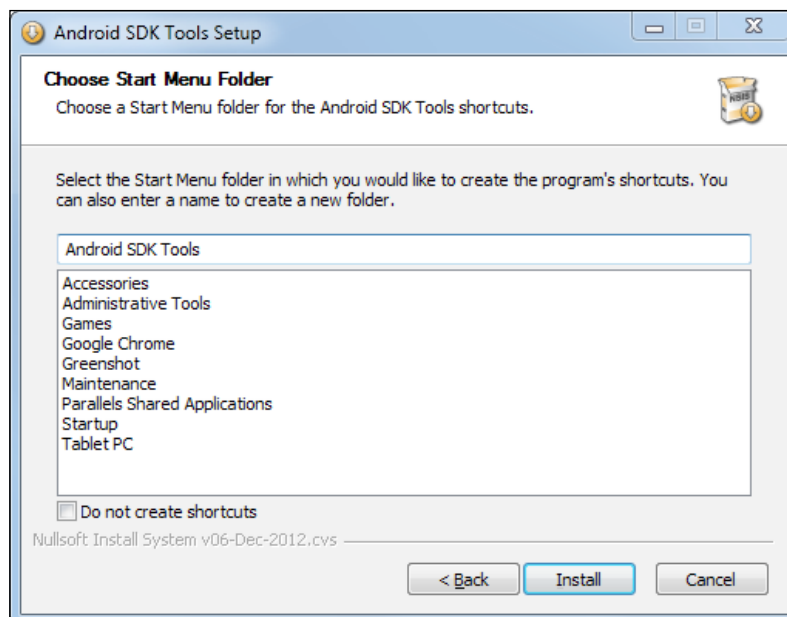 Android SDK Tools Setup
Choose Start Menu Folder
Choose a Start Menu folder for the Android SDK Tools shortcuts.
NSIS
Select the Start Menu folder in which you would like to create the program's shortcuts. You
can also enter a name to create a new folder.
Android SDK Tools
Accessories
Administrative Tools
Games
Google Chrome
Greenshot
Maintenance
Parallels Shared Applications
Startup
Tablet PC
Do not create shortcuts
Nullsoft Install System v06-Dec-2012.cvs
< Back
Install
Cancel